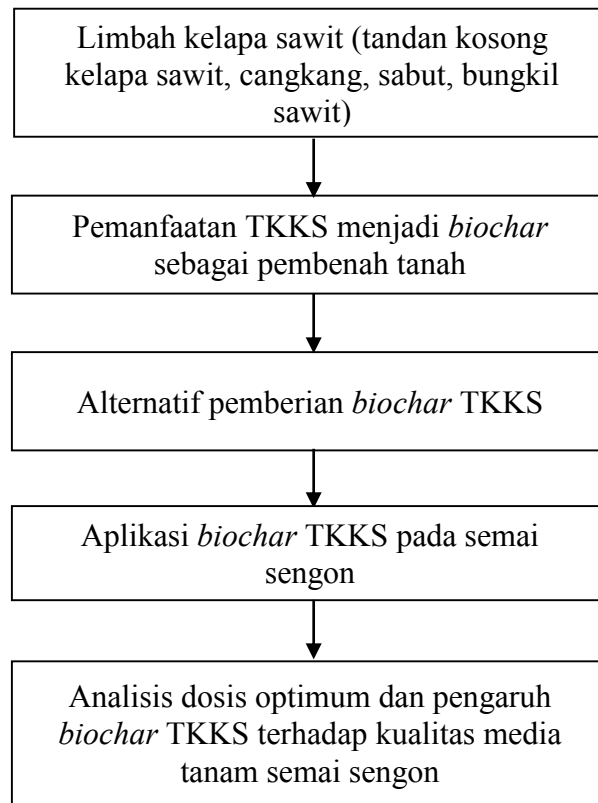 Limbah kelapa sawit (tandan kosong
kelapa sawit, cangkang, sabut, bungkil
sawit)
Pemanfaatan TKKS menjadi biochar
sebagai pembenah tanah
Alternatif pemberian biochar TKKS
Aplikasi biochar TKKS pada semai
sengon
Analisis dosis optimum dan pengaruh
biochar TKKS terhadap kualitas media
tanam semai sengon